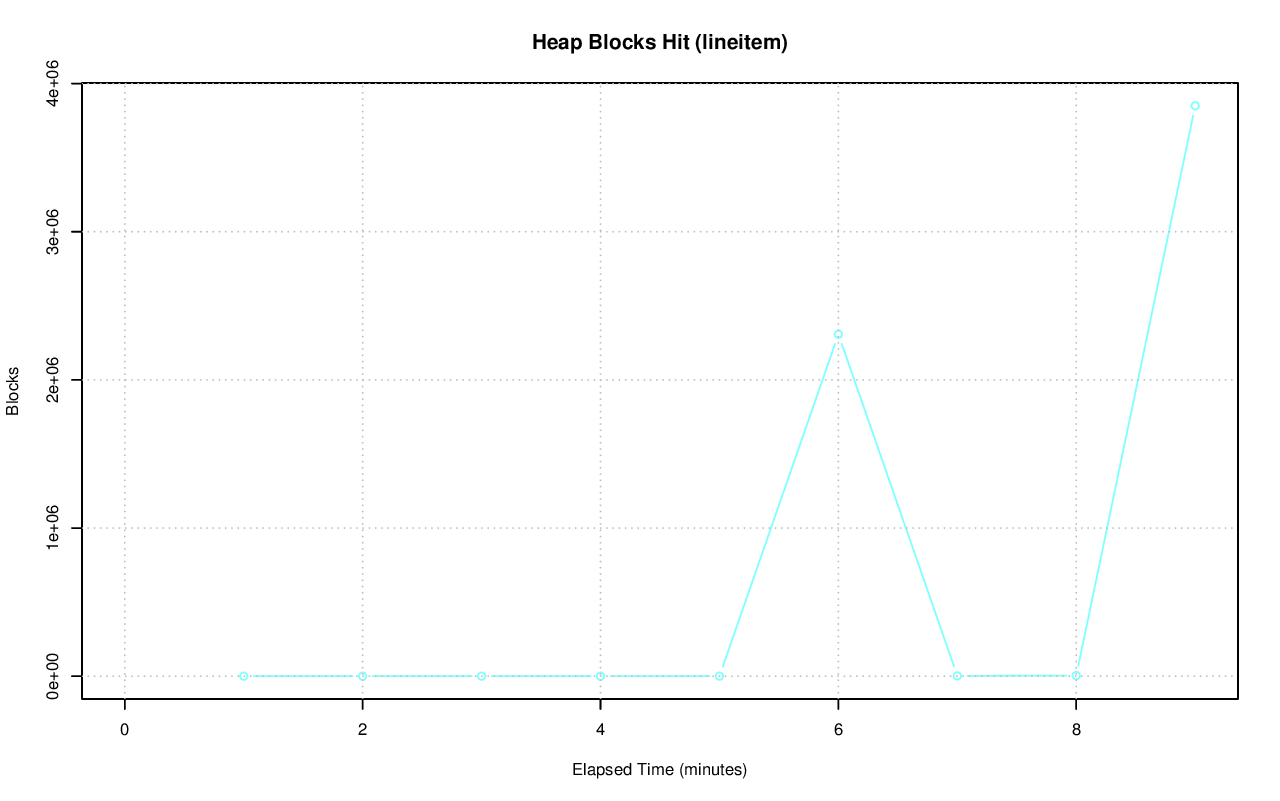 Heap Blocks Hit (lineitem)
Blocks
4e+06
3e+06
2e+06
1e+06
0e+00
0 2 4 6 8
Elapsed Time (minutes)